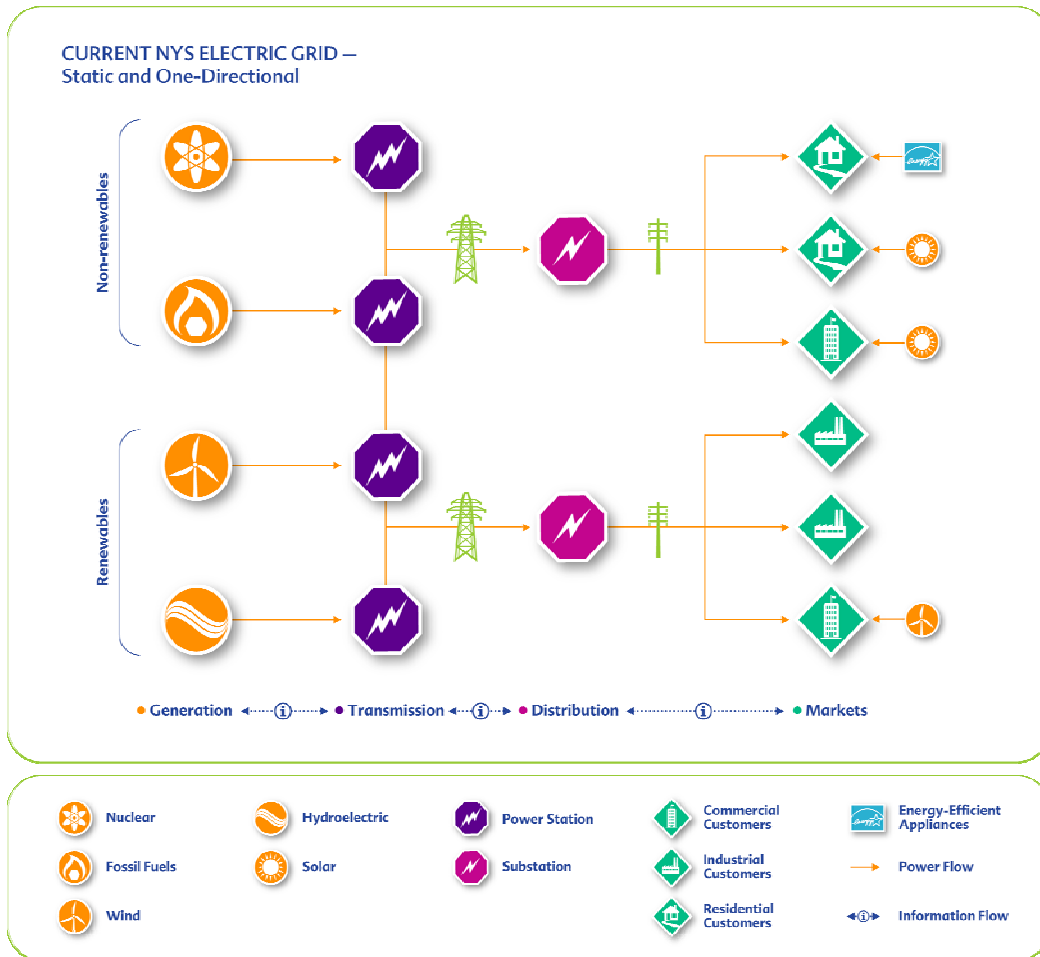 CURRENT NYS ELECTRIC GRID —
Static and One-Directional
Non-renewables
Renewables
Generation
Transmission
Distribution
Markets
Nuclear
Hydroelectric
Power Station
Commercial
Customers
Energy-Efficient
Appliances
Fossil Fuels
Solar
Substation
Industrial
Customers
Power Flow
Wind
Residential
Customers
Information Flow